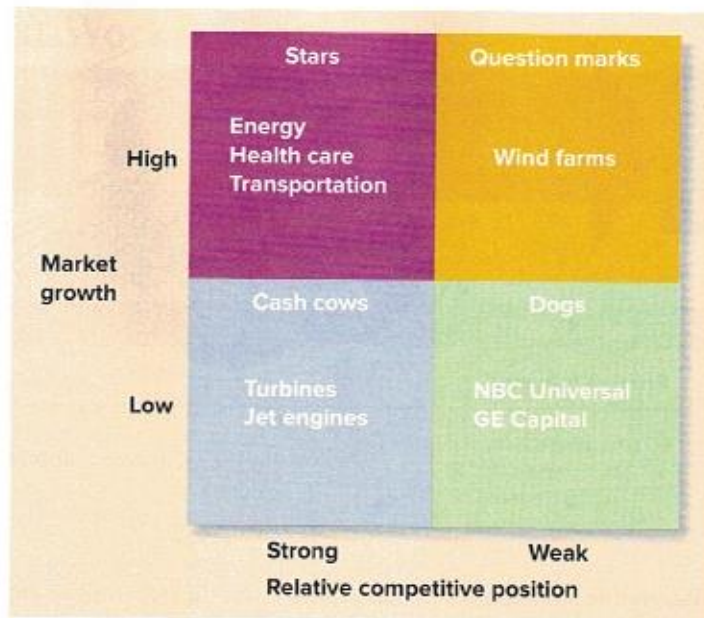 Stars
Question marks
Energy
Health care
Transportation
Wind farms
High
Market
growth
Cash cows
Dogs
Turbines
Jet engines
NBC Universal
GE Capital
Low
Strong
Weak
Relative competitive position